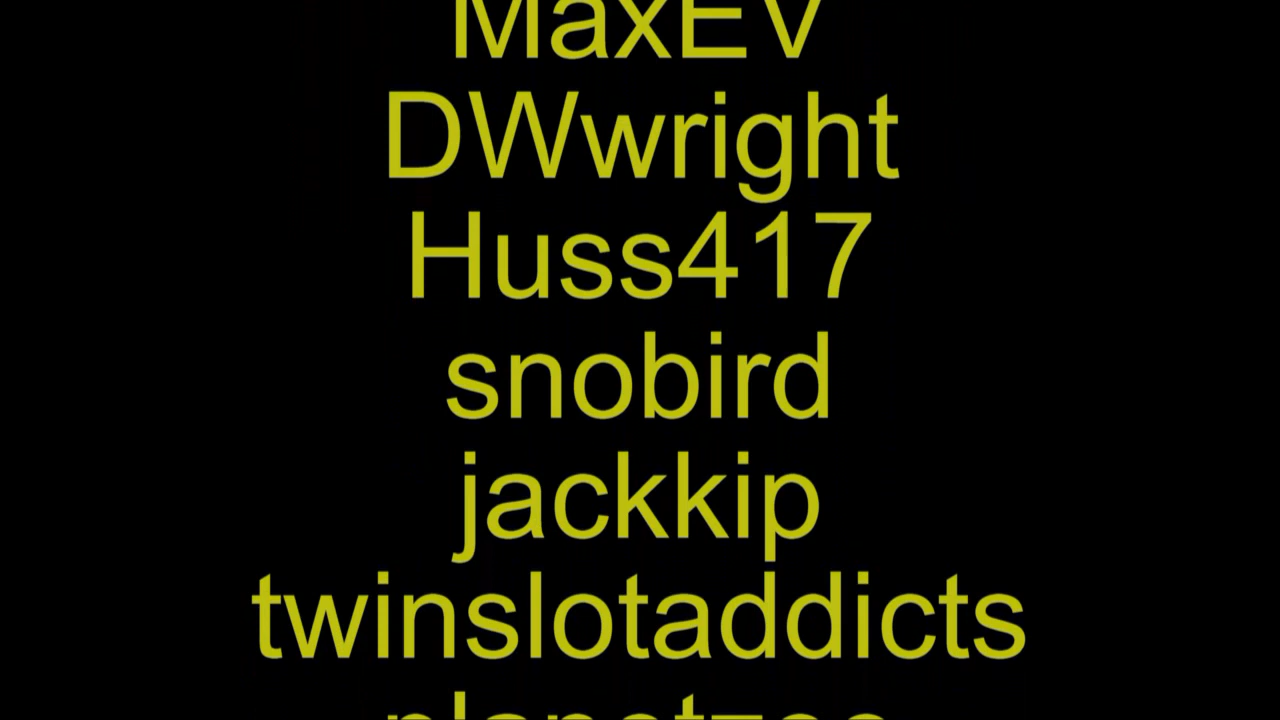 MaxEV
DWwright
Huss417
snobird
jackkip
twinslotaddicts